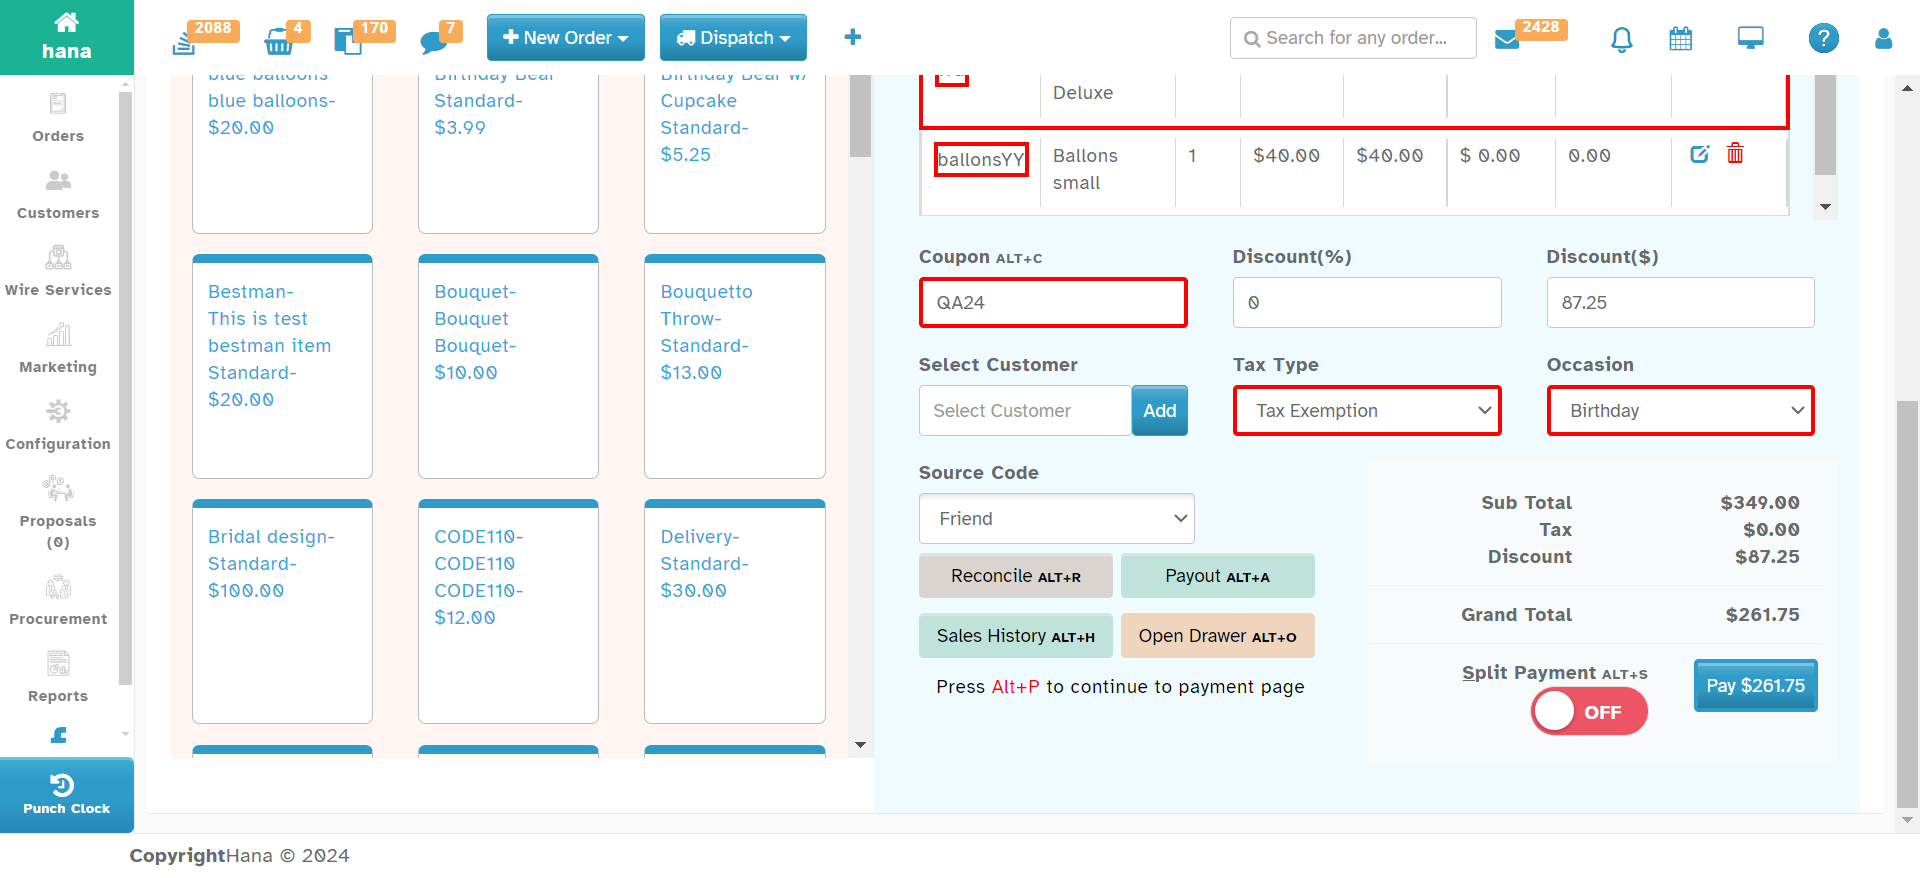 hana
2088
4
170
7
New Order
Dispatch
Search for any order...
2428
?
Orders
Customers
Wire Services
Marketing
Configuration
Proposals
(0)
Procurement
Reports
Punch Clock
blue balloons
blue balloons-
$20.00
Birthday Bear
Standard-
$3.99
Birthday Bear w/
Cupcake
Standard-
$5.25
Bestman-
This is test
bestman item
Standard-
$20.00
Bouquet-
Bouquet
Bouquet-
$10.00
Bouquetto
Throw-
Standard-
$13.00
Bridal design-
Standard-
$100.00
CODE110-
CODE110
CODE110-
$12.00
Delivery-
Standard-
$30.00
Deluxe
ballonsYY
Ballons
small
1
$40.00
$40.00
$ 0.00
0.00
Coupon ALT+C
Discount(%)
Discount($)
QA24
0
87.25
Select Customer
Tax Type
Occasion
Select Customer
Add
Tax Exemption
Birthday
Source Code
Friend
Reconcile ALT+R
Payout ALT+A
Sales History ALT+H
Open Drawer ALT+O
Press Alt+P to continue to payment page
Sub Total $349.00
Tax $0.00
Discount $87.25
Grand Total $261.75
Split Payment ALT+S
OFF
Pay $261.75
CopyrightHana © 2024